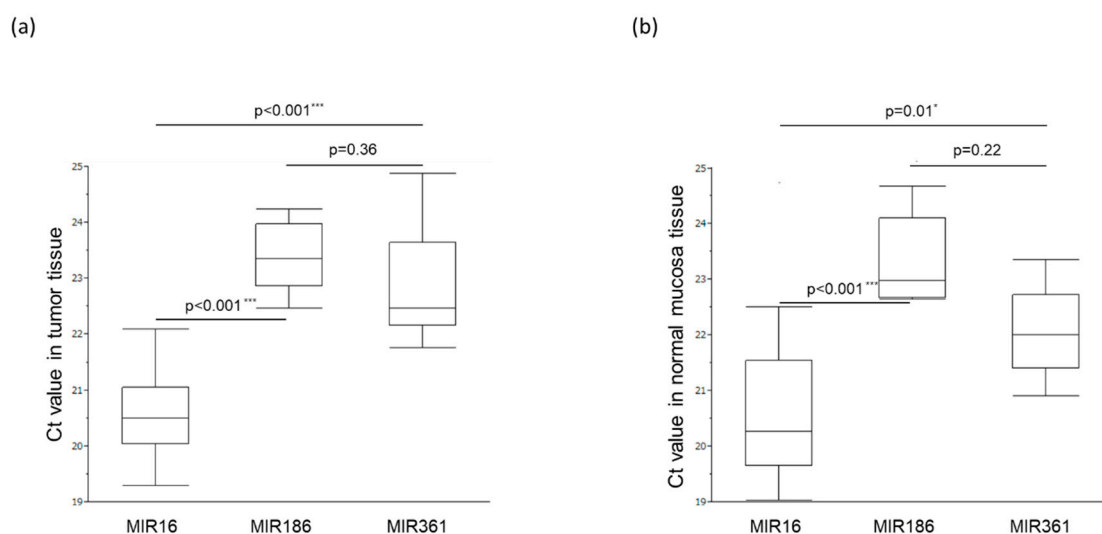 (a)
p<0.001***
p=0.36
25
24
23
22
21
20
19
p<0.001***
Ct value in tumor tissue
MIR16 MIR186 MIR361
(b)
p=0.01*
p=0.22
25
24
23
22
21
20
19
p<0.001***
Ct value in normal mucosa tissue
MIR16 MIR186 MIR361